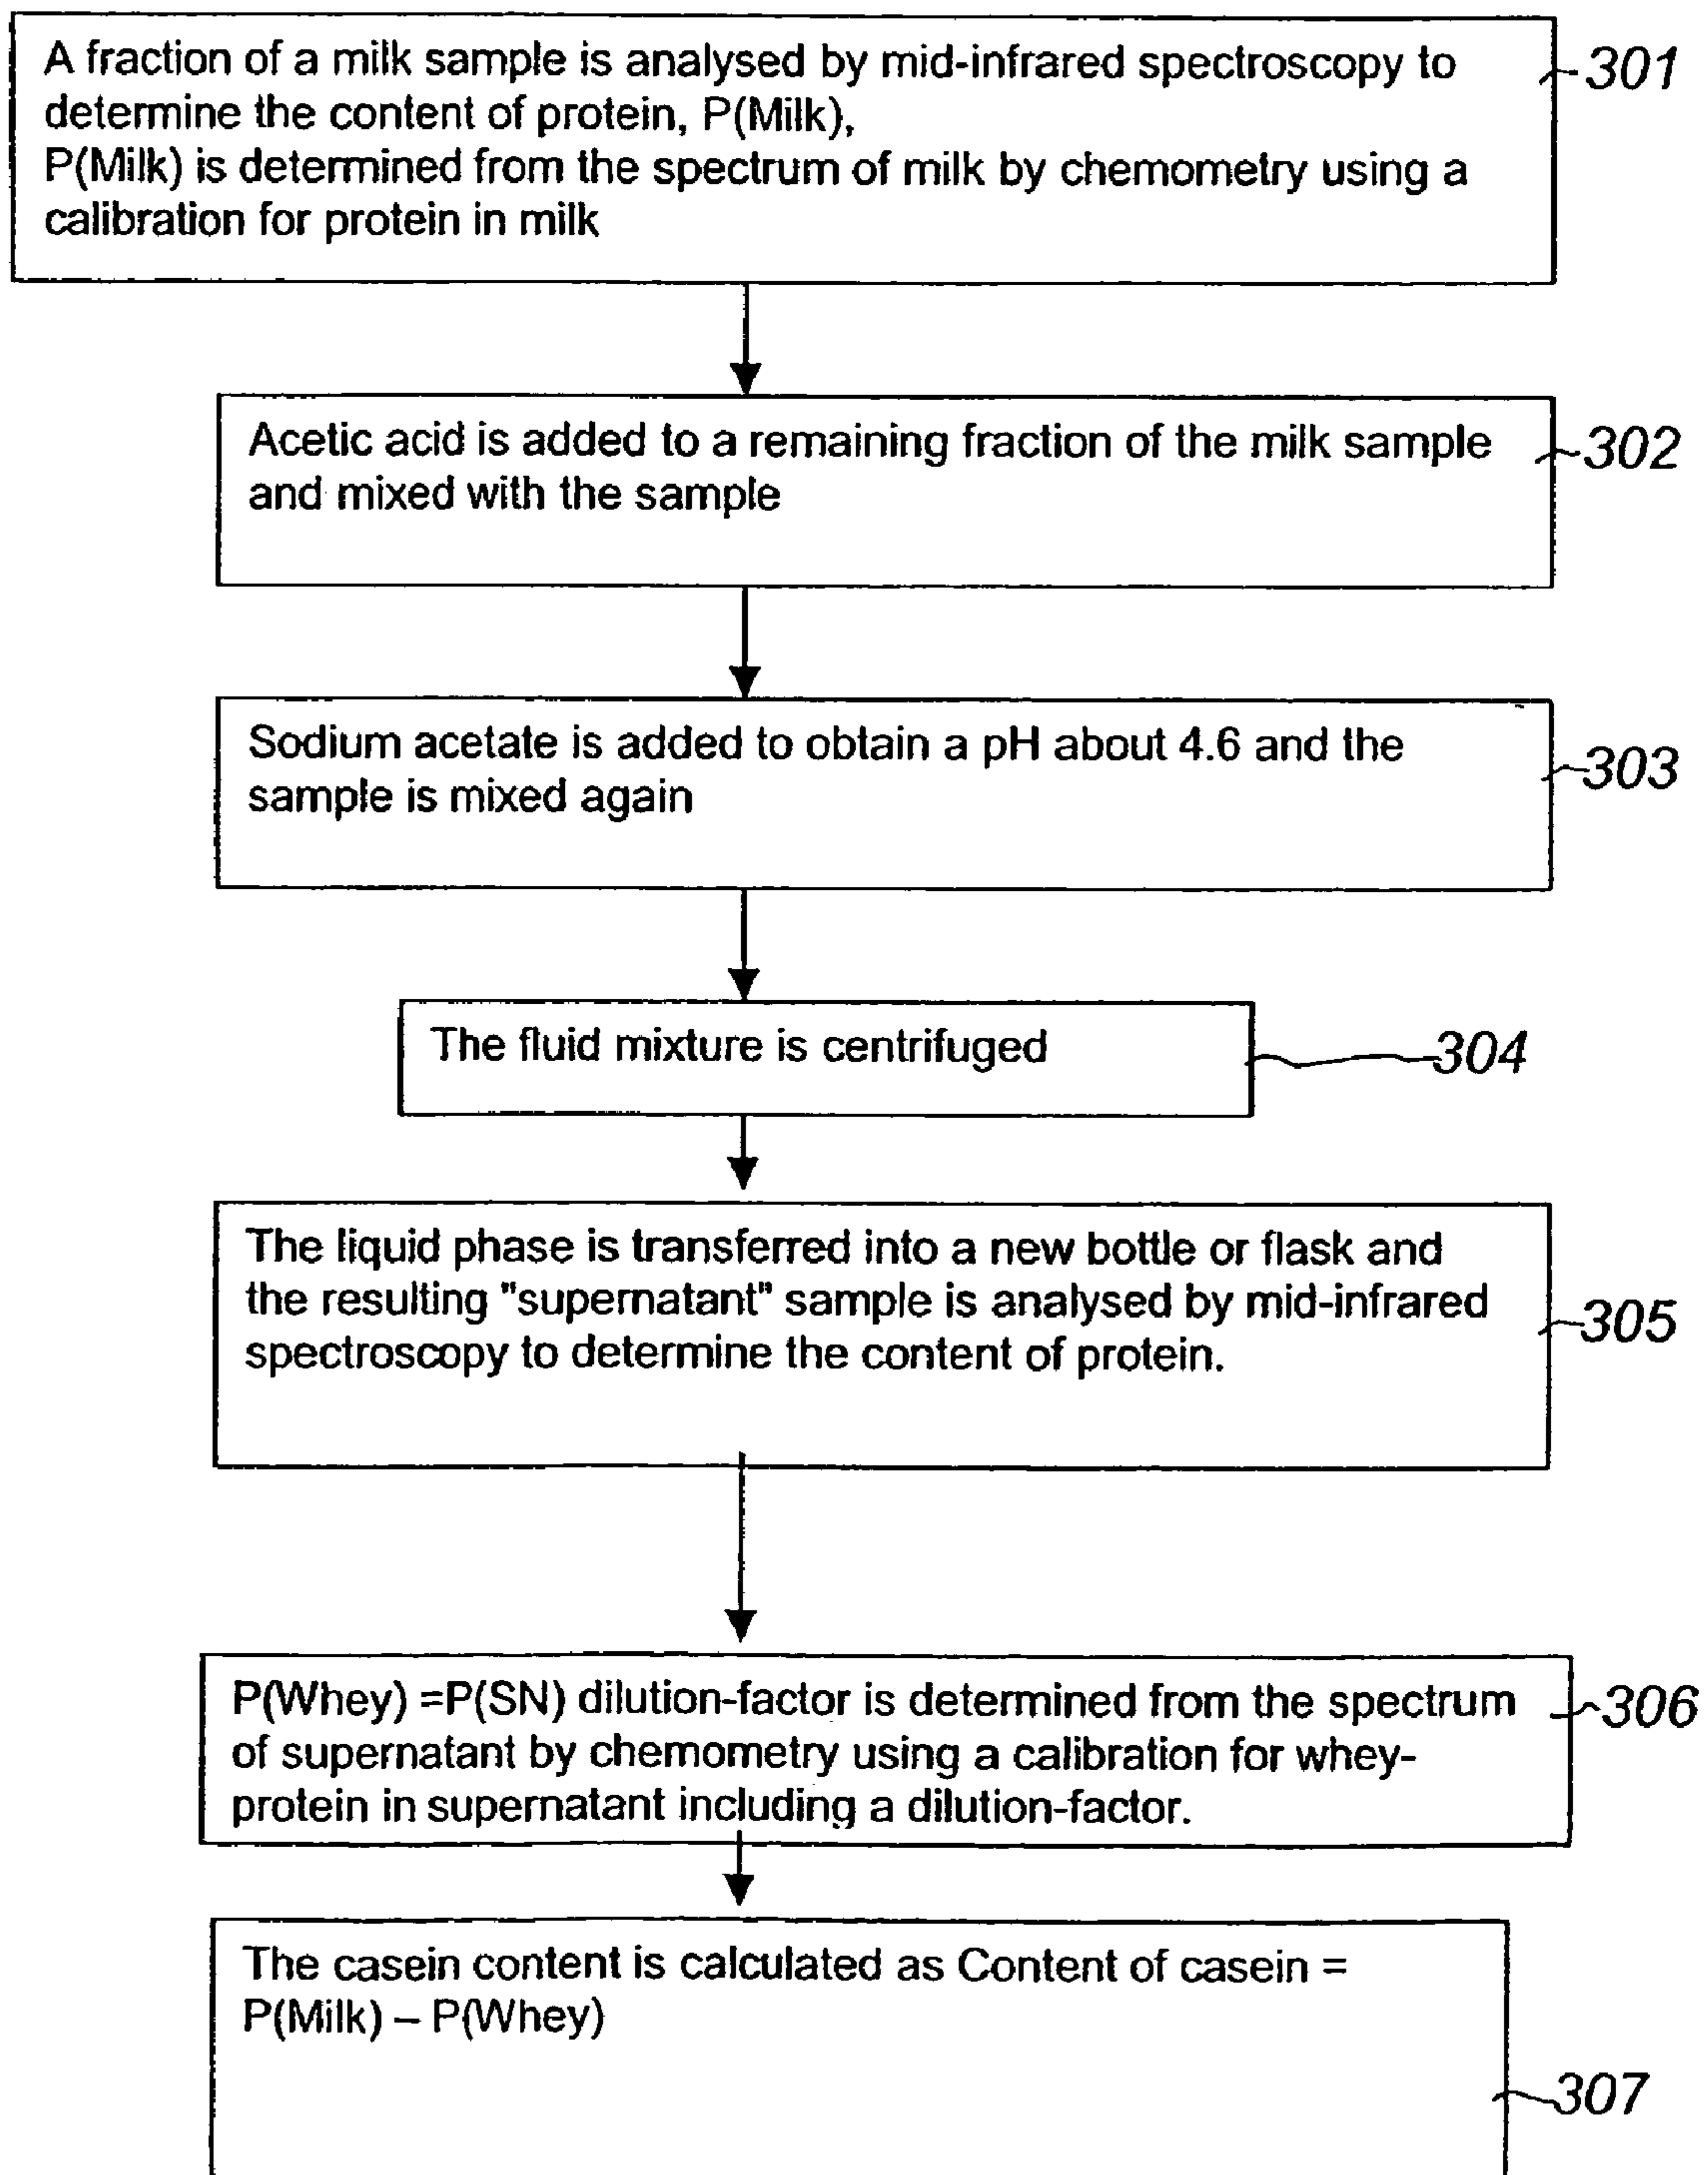 A fraction of a milk sample is analysed by mid-infrared spectroscopy to
determine the content of protein, P(Milk),
P(Milk) is determined from the spectrum of milk by chemometry using a
calibration for protein in milk
301
Acetic acid is added to a remaining fraction of the milk sample
and mixed with the sample
302
Sodium acetate is added to obtain a pH about 4.6 and the
sample is mixed again
303
The fluid mixture is centrifuged
304
The liquid phase is transferred into a new bottle or flask and
the resulting "supernatant" sample is analysed by mid-infrared
spectroscopy to determine the content of protein.
305
P(Whey) =P(SN) dilution-factor is determined from the spectrum
of supernatant by chemometry using a calibration for whey-
protein in supernatant including a dilution-factor.
306
The casein content is calculated as Content of casein =
P(Milk) – P(Whey)
307